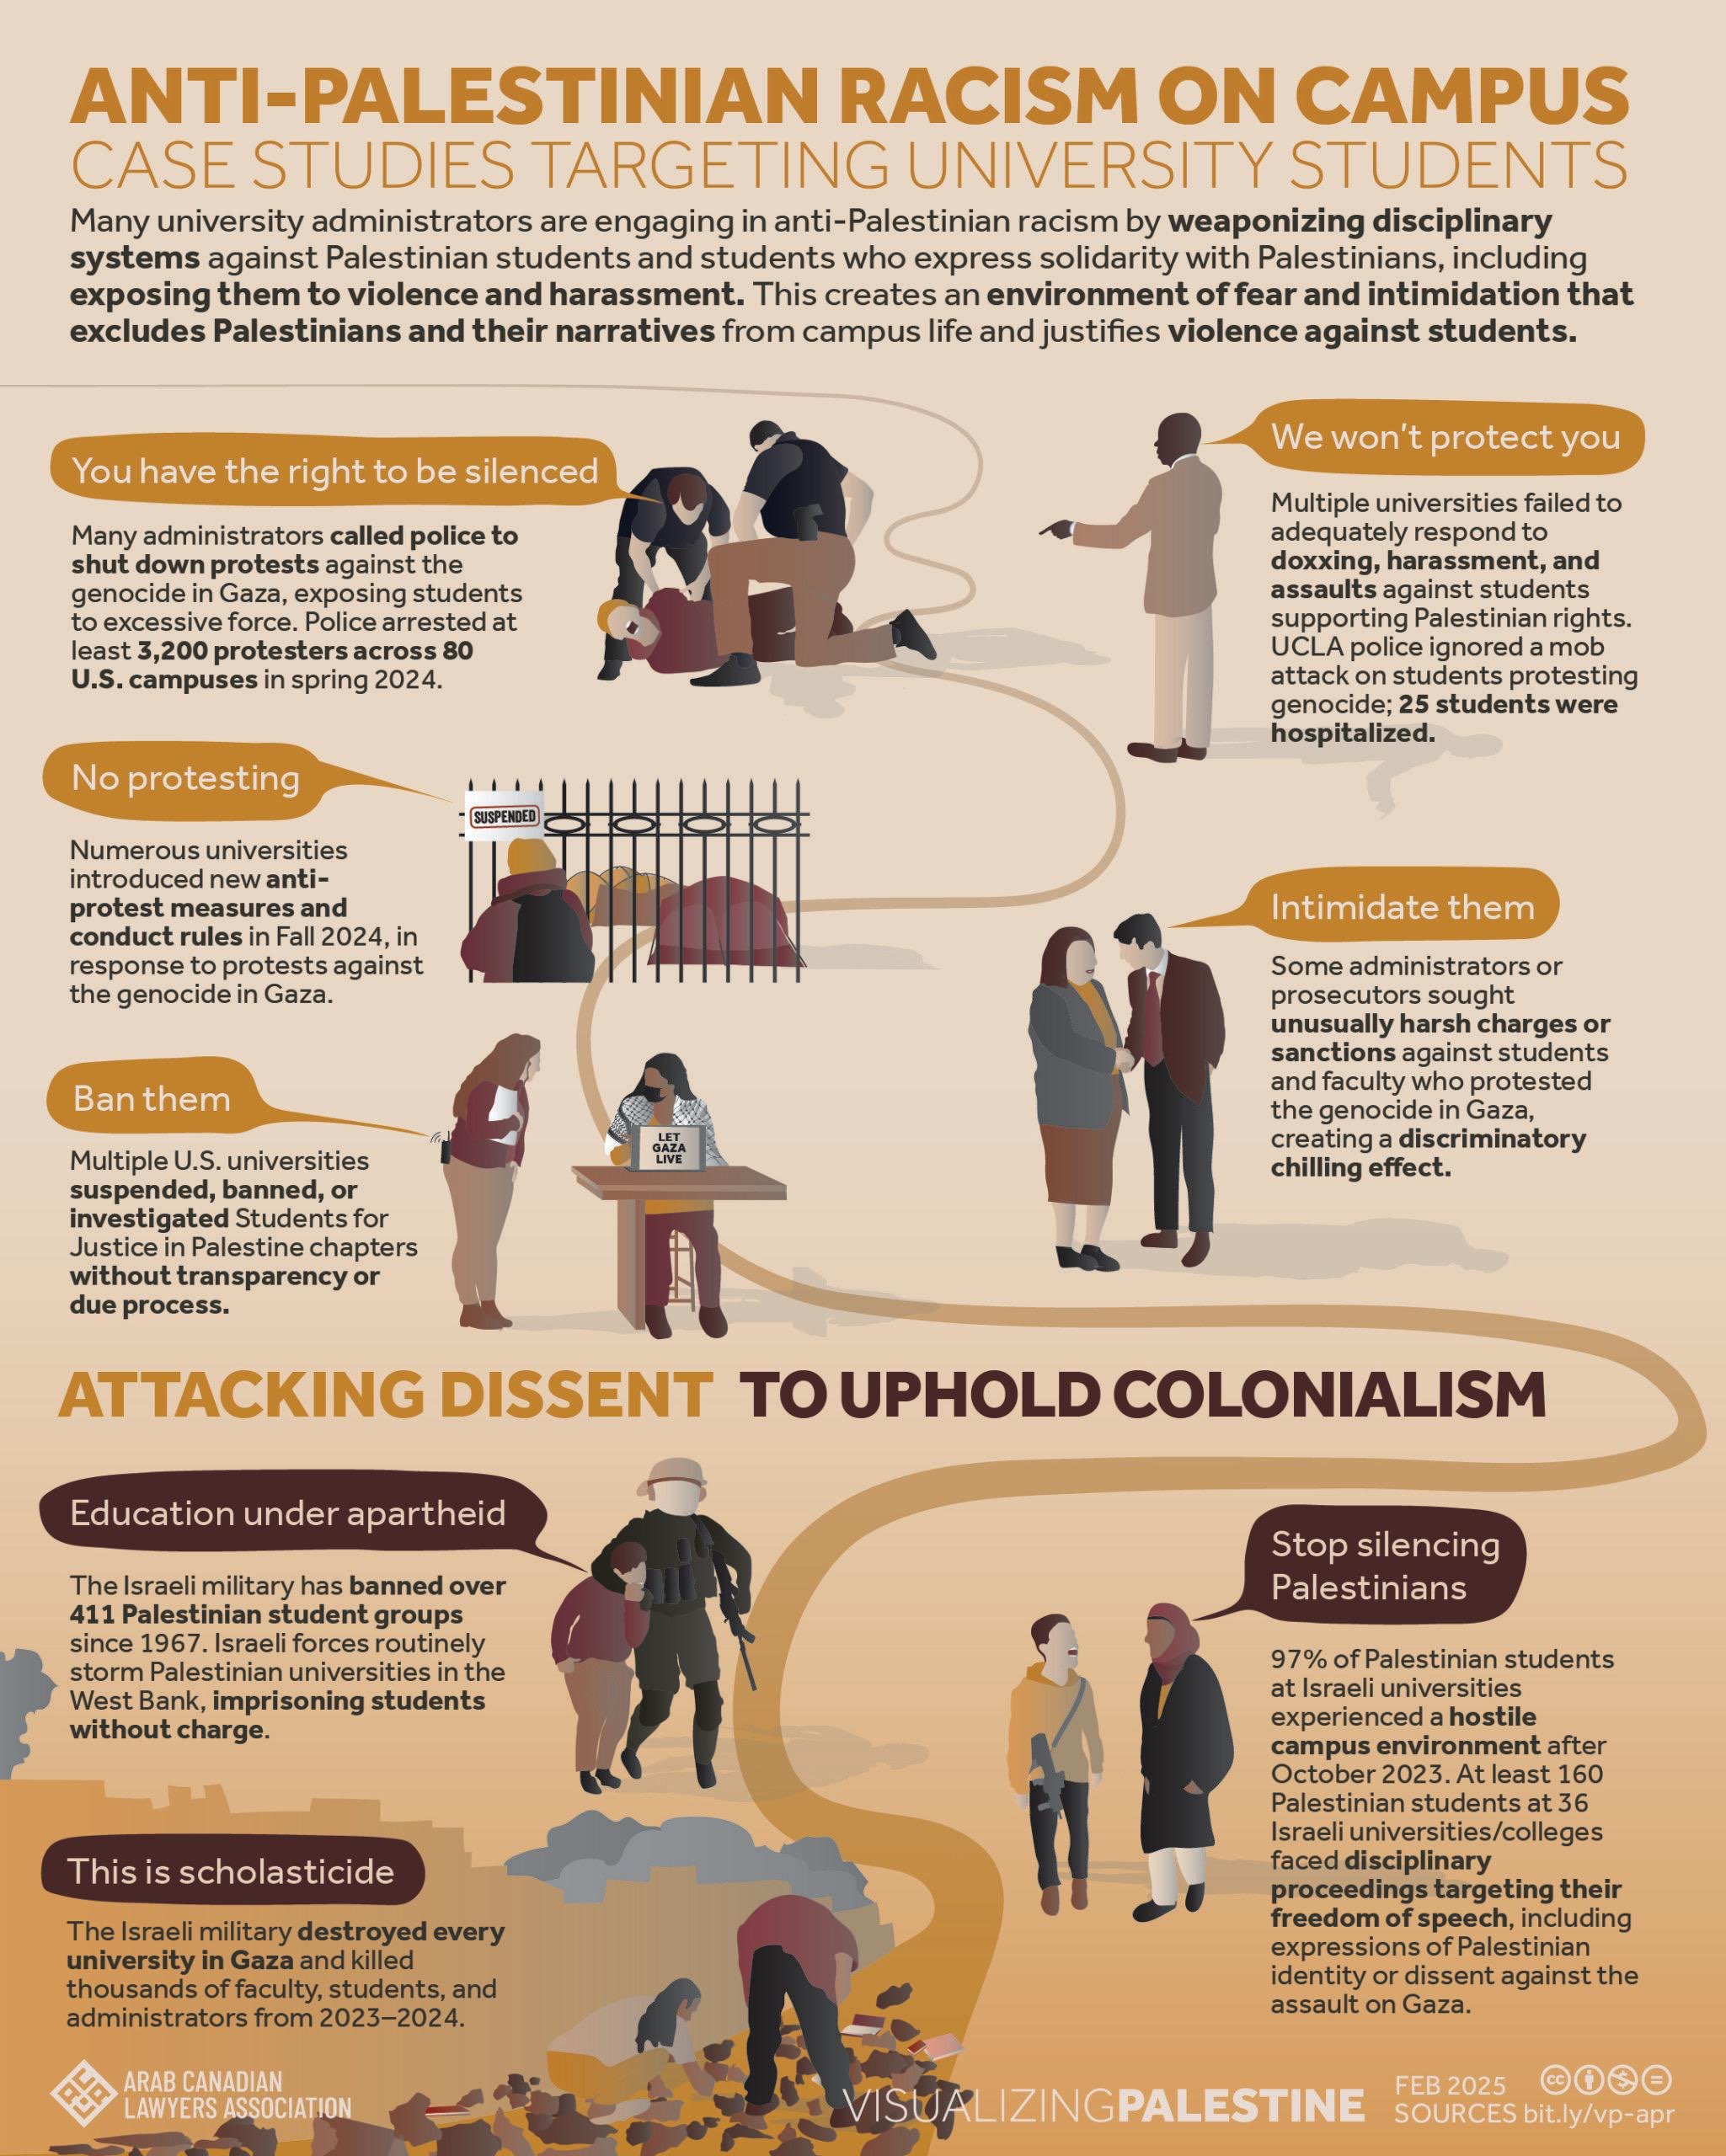 ANTI-PALESTINIAN RACISM ON CAMPUS
CASE STUDIES TARGETING UNIVERSITY STUDENTS
Many university administrators are engaging in anti-Palestinian racism by weaponizing disciplinary
systems against Palestinian students and students who express solidarity with Palestinians, including
exposing them to violence and harassment. This creates an environment of fear and intimidation that
excludes Palestinians and their narratives from campus life and justifies violence against students.
You have the right to be silenced
Many administrators called police to
shut down protests against the
genocide in Gaza, exposing students
to excessive force. Police arrested at
least 3,200 protesters across 80
U.S. campuses in spring 2024.
We won't protect you
Multiple universities failed to
adequately respond to
doxxing, harassment, and
assaults against students
supporting Palestinian rights.
UCLA police ignored a mob
attack on students protesting
genocide; 25 students were
hospitalized.
No protesting
SUSPENDED
Numerous universities
introduced new anti-
protest measures and
conduct rules in Fall 2024, in
response to protests against
the genocide in Gaza.
Intimidate them
Some administrators or
prosecutors sought
unusually harsh charges or
sanctions against students
and faculty who protested
the genocide in Gaza,
creating a discriminatory
chilling effect.
Ban them
LET
GAZA
LIVE
Multiple U.S. universities
suspended, banned, or
investigated Students for
Justice in Palestine chapters
without transparency or
due process.
ATTACKING DISSENT TO UPHOLD COLONIALISM
Education under apartheid
The Israeli military has banned over
411 Palestinian student groups
since 1967. Israeli forces routinely
storm Palestinian universities in the
West Bank, imprisoning students
without charge.
Stop silencing
Palestinians
97% of Palestinian students
at Israeli universities
experienced a hostile
campus environment after
October 2023. At least 160
Palestinian students at 36
Israeli universities/colleges
faced disciplinary
proceedings targeting their
freedom of speech, including
expressions of Palestinian
identity or dissent against the
assault on Gaza.
This is scholasticide
The Israeli military destroyed every
university in Gaza and killed
thousands of faculty, students, and
administrators from 2023–2024.
ARAB CANADIAN
LAWYERS ASSOCIATION
VISUALIZINGPALESTINE
FEB 2025
SOURCES bit.ly/vp-apr